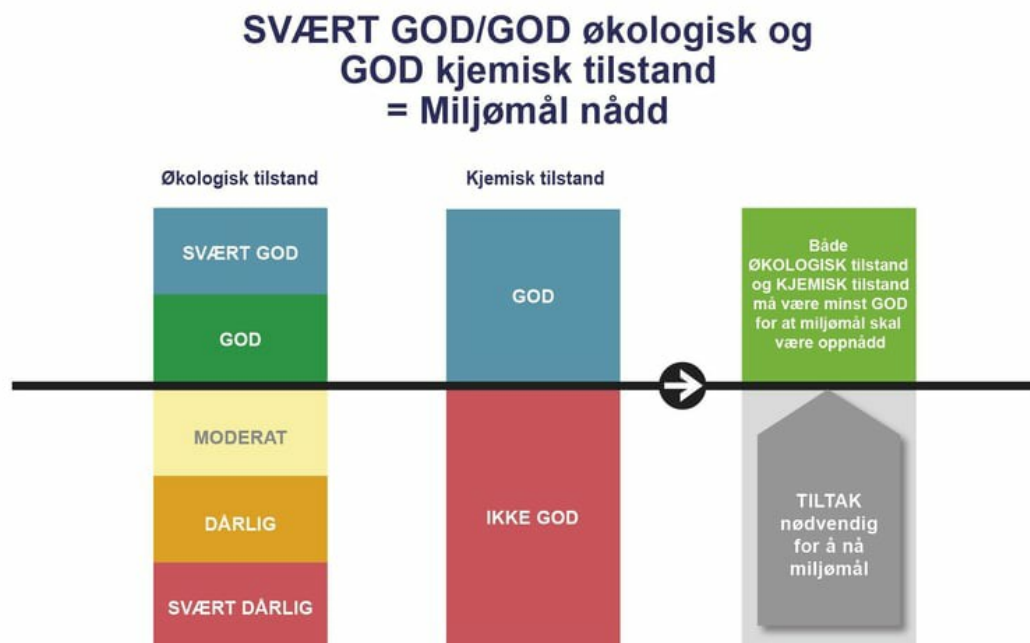 SVÆRT GOD/GOD økologisk og
GOD kjemisk tilstand
= Miljømål nådd
Økologisk tilstand
SVÆRT GOD
GOD
MODERAT
DÅRLIG
SVÆRT DÅRLIG
Kjemisk tilstand
GOD
IKKE GOD
Både
ØKOLOGISK tilstand
og KJEMISK tilstand
må være minst GOD
for at miljømål skal
være oppnådd
TILTAK
nødvendig
for å nå
miljømål